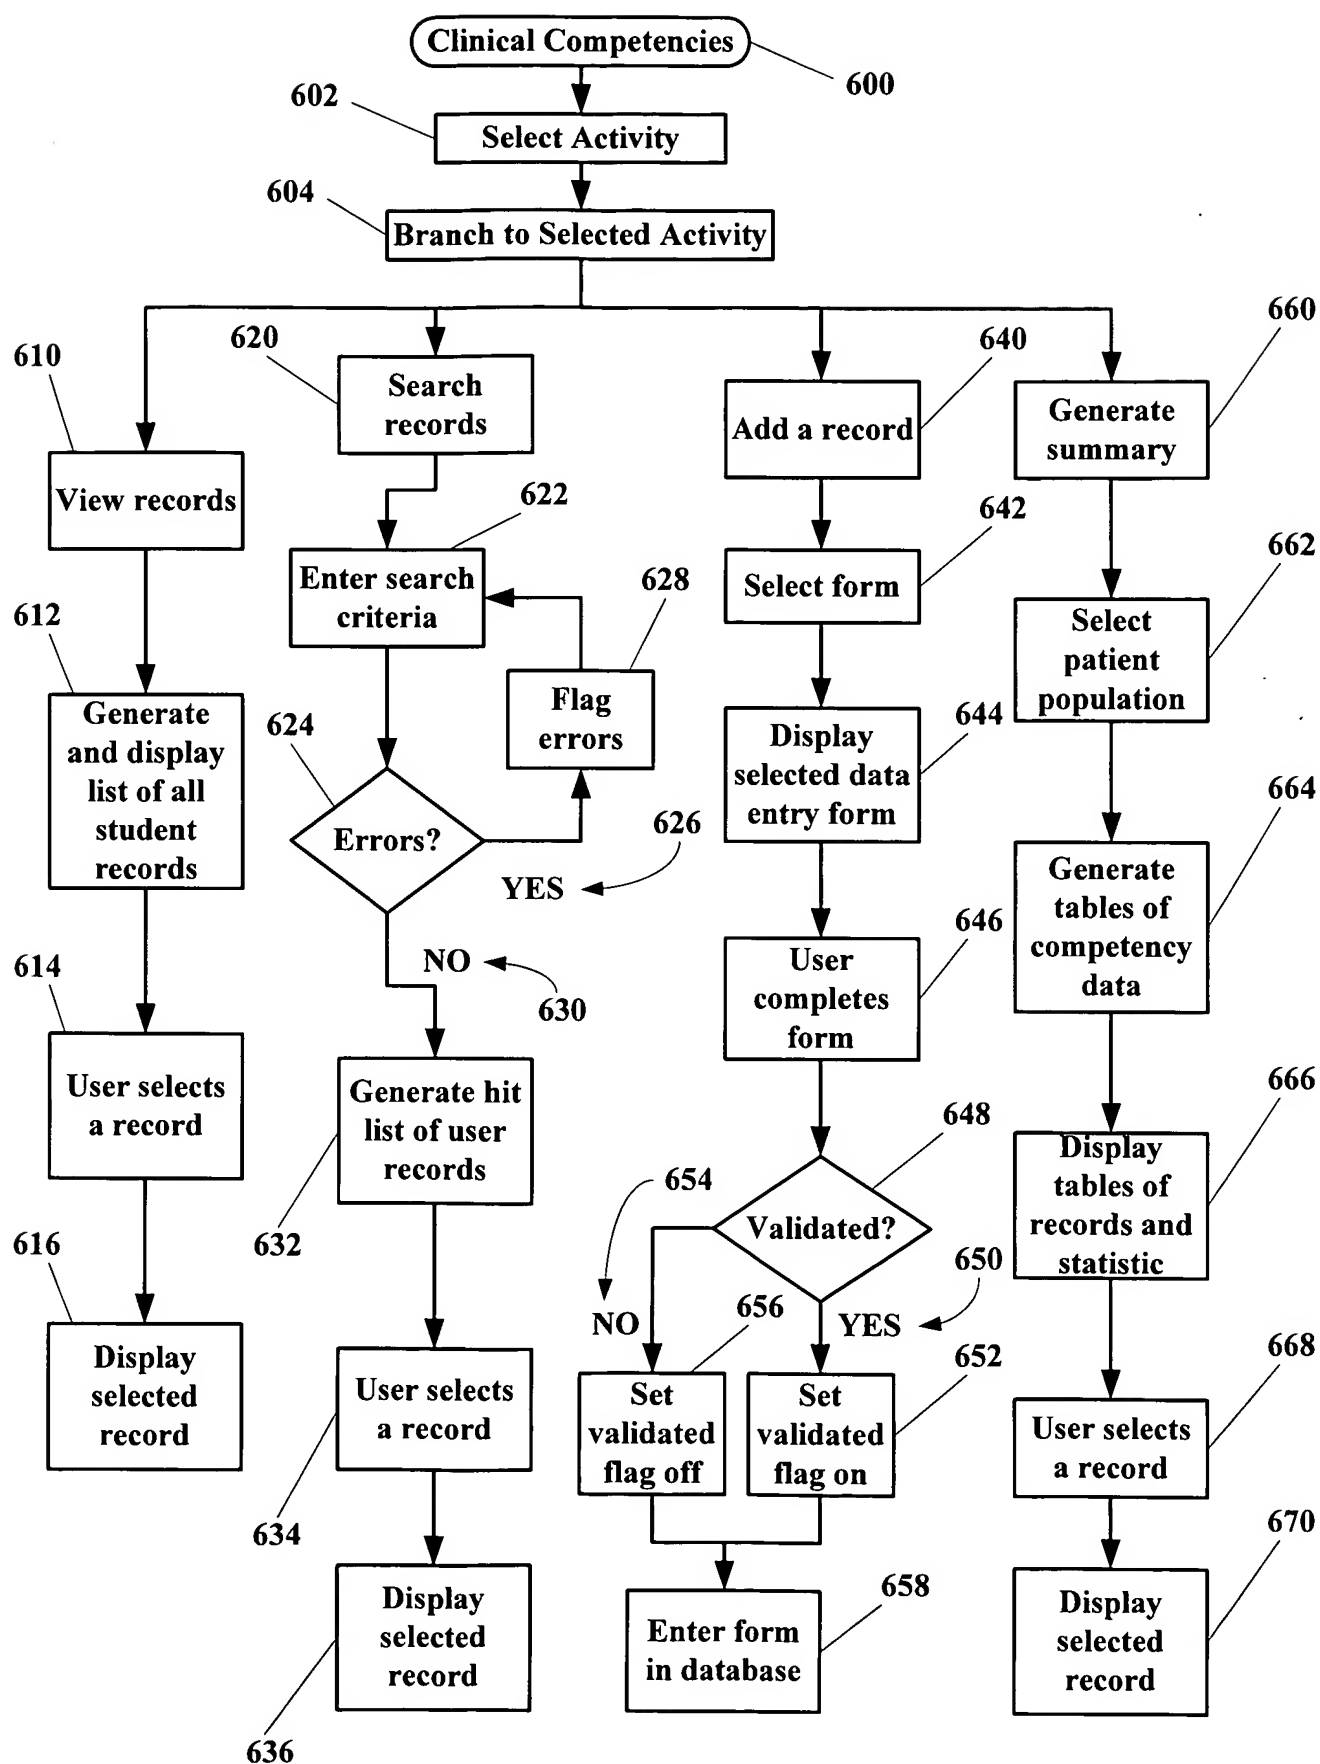 Clinical Competencies
600
602
Select Activity
604
Branch to Selected Activity
610
View records
612
Generate
and display
list of all
student
records
614
User selects
a record
616
Display
selected
record
620
Search
records
622
Enter search
criteria
628
Flag
errors
624
Errors?
626
YES
NO
630
Generate hit
list of user
records
632
User selects
a record
634
Display
selected
record
636
640
Add a record
642
Select form
644
Display
selected data
entry form
646
User
completes
form
648
Validated?
654
NO
650
YES
656
Set
validated
flag off
652
Set
validated
flag on
658
Enter form
in database
660
Generate
summary
662
Select
patient
population
664
Generate
tables of
competency
data
666
Display
tables of
records and
statistic
668
User selects
a record
670
Display
selected
record